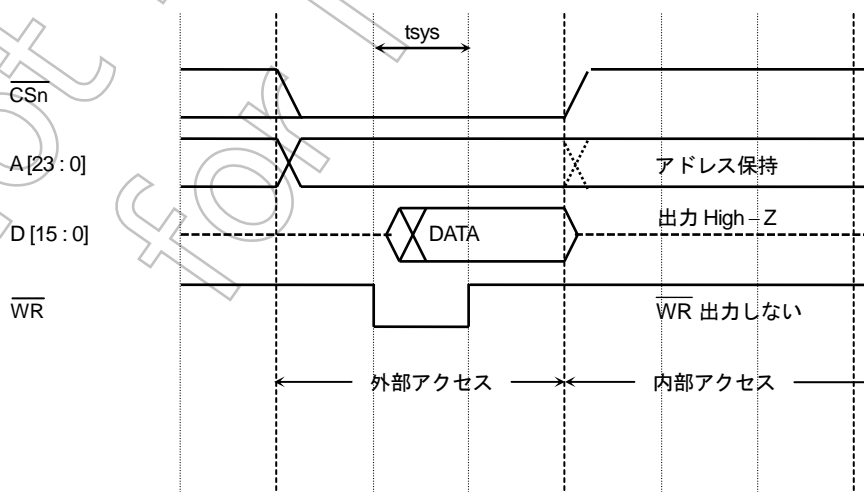 tsys
CSn
A [23 : 0]
アドレス保持
D [15 : 0]
DATA
出力 High – Z
WR
WR 出力しない
外部アクセス
内部アクセス
for